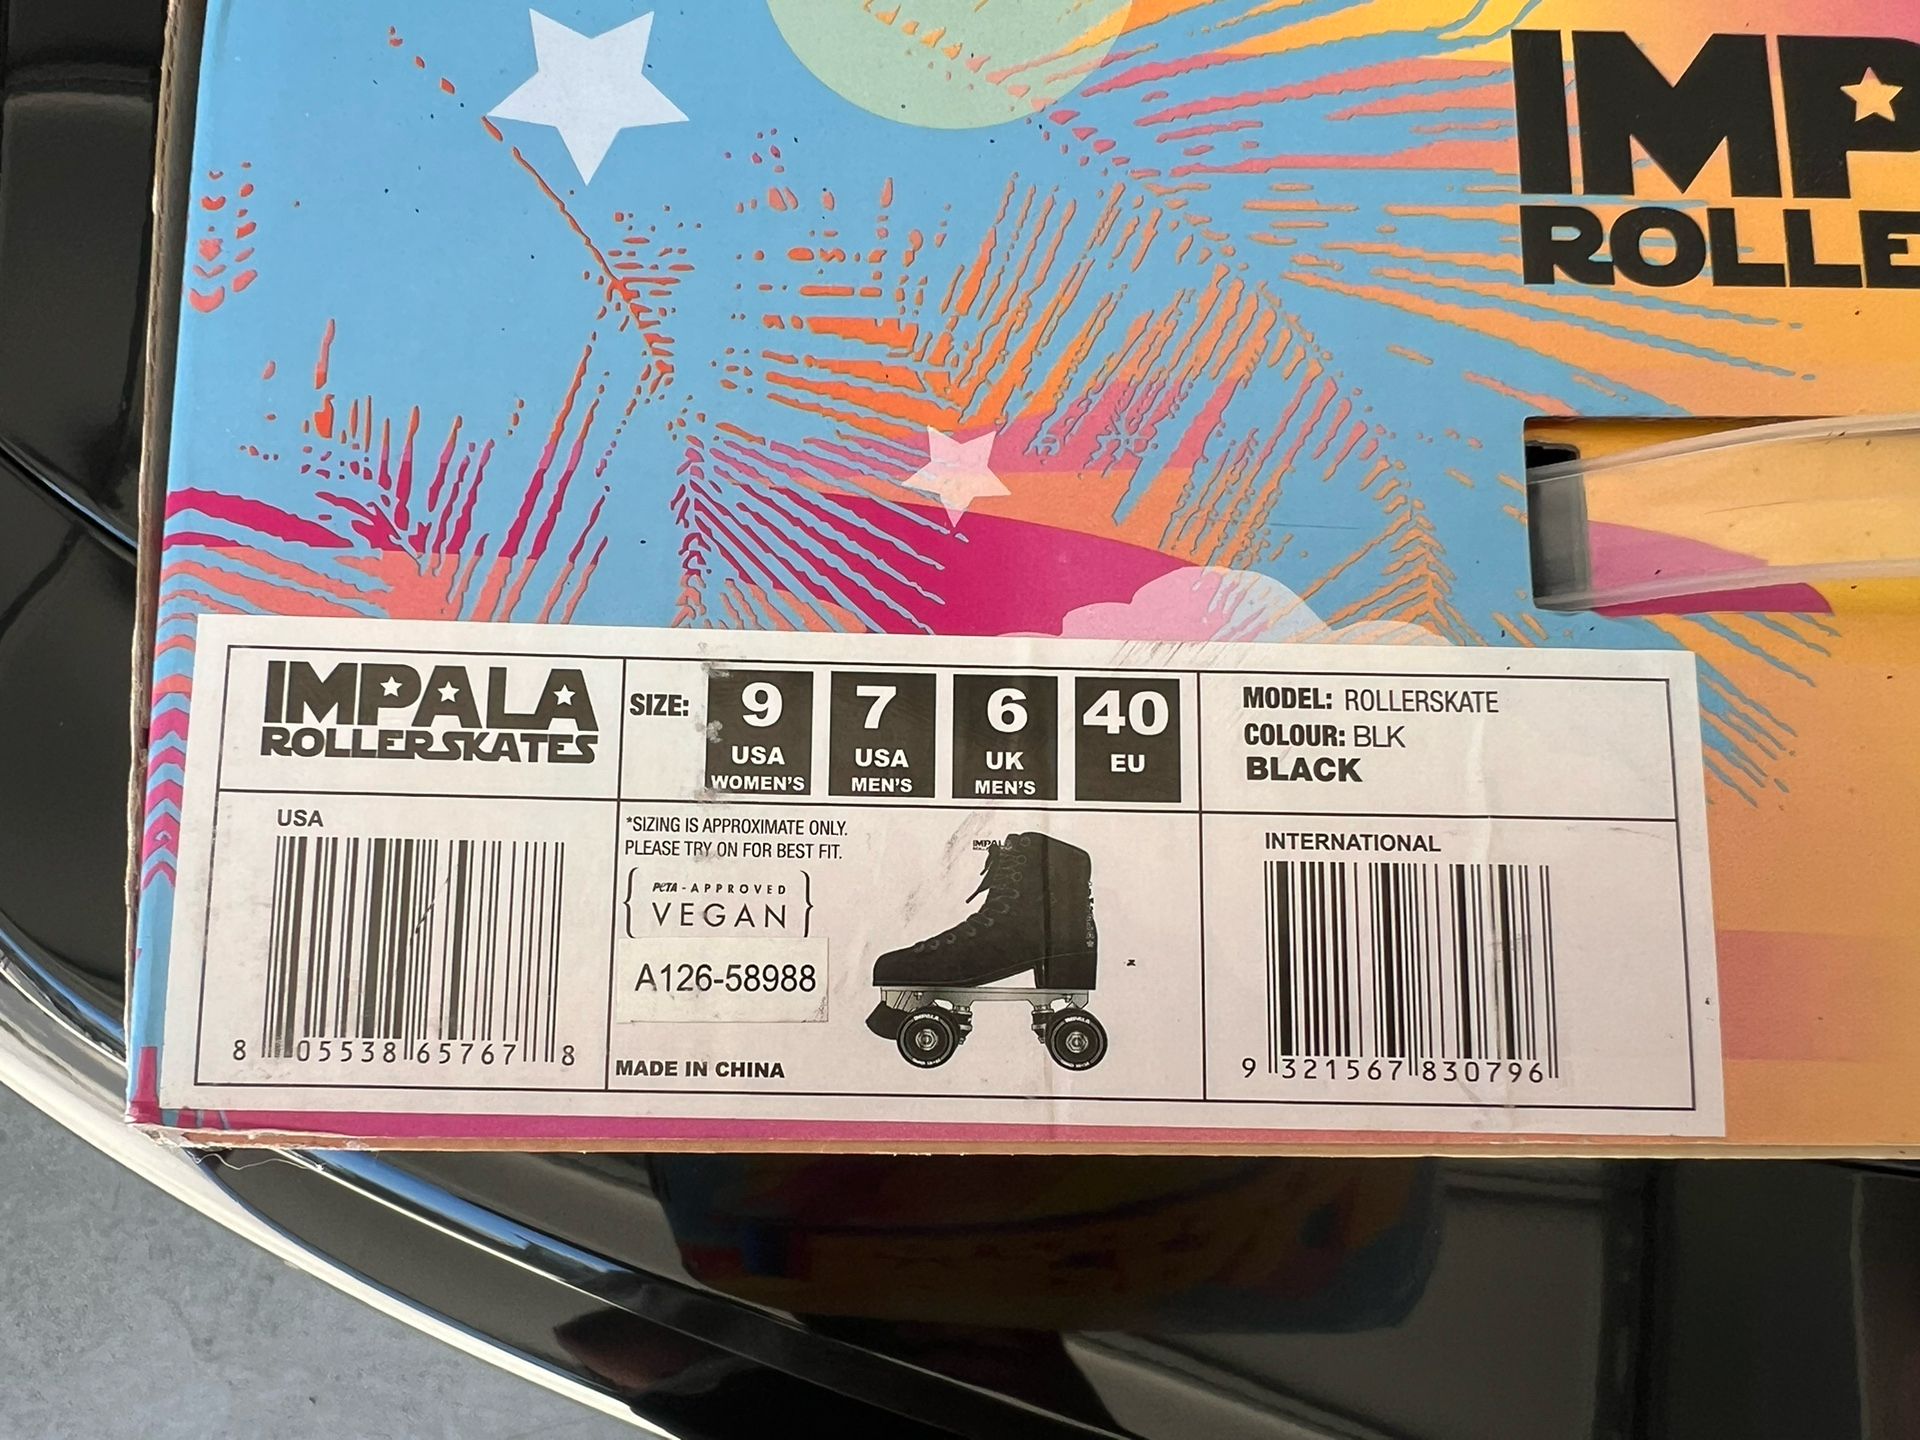 IMP
ROLLE
IMPALA
ROLLERSKATES
SIZE:
9
USA
WOMEN'S
7
USA
MEN'S
6
UK
MEN'S
40
EU
MODEL: ROLLERSKATE
COLOUR: BLK
BLACK
USA
8 05538 65767 8
*SIZING IS APPROXIMATE ONLY.
PLEASE TRY ON FOR BEST FIT.
PETA-APPROVED
VEGAN
A126-58988
MADE IN CHINA
INTERNATIONAL
9 321567 830796